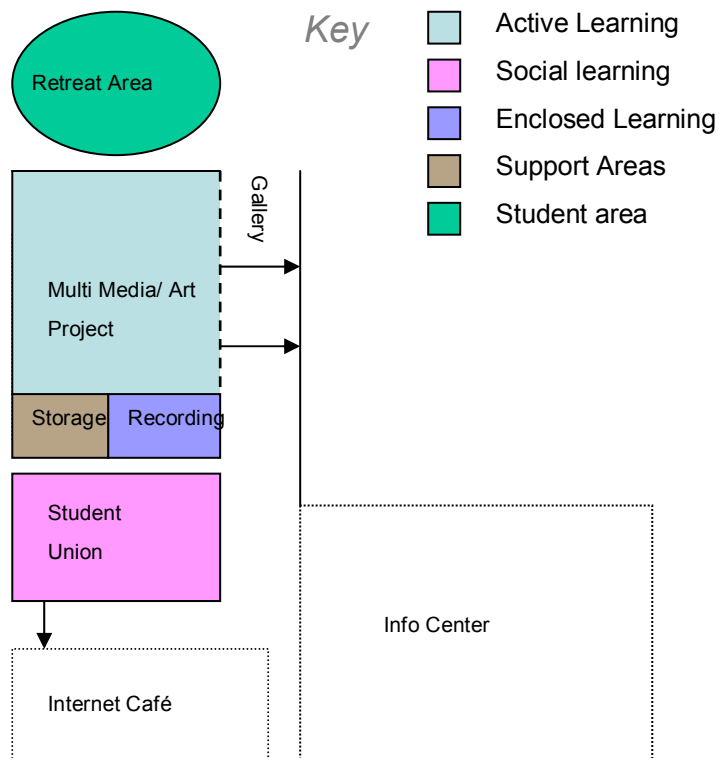 Key
Active Learning
Social learning
Enclosed Learning
Support Areas
Student area
Retreat Area
Gallery
Multi Media/ Art
Project
Storage
Recording
Student
Union
Info Center
Internet Café